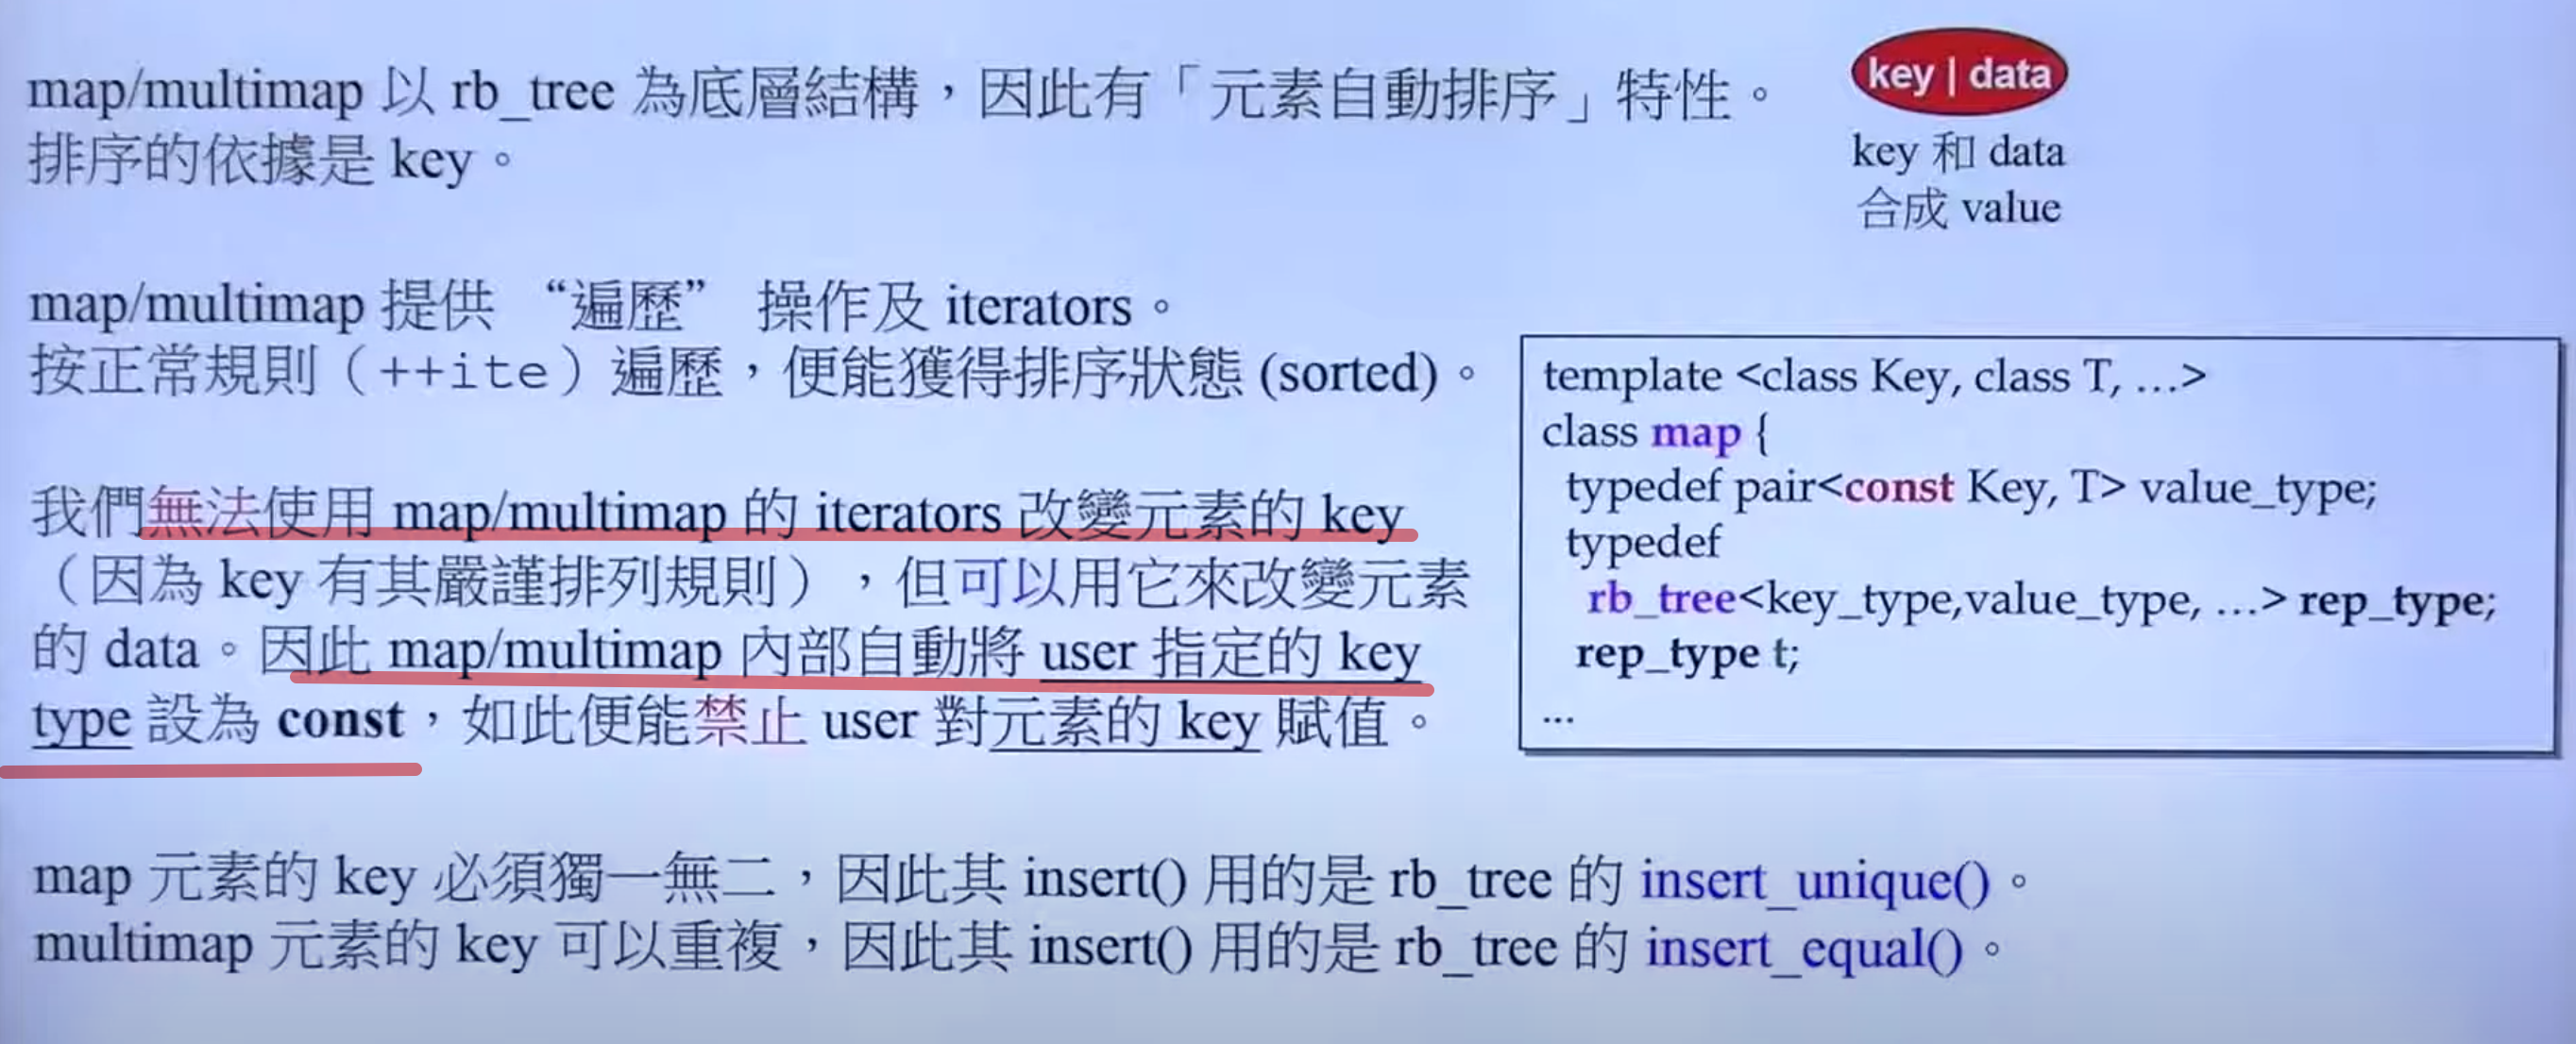 map/multimap 以 rb_tree 為底層結構，因此有「元素自動排序」特性。
排序的依據是 key。
key | data
key 和 data
合成 value
map/multimap 提供 “遍歷” 操作及 iterators。
按正常規則（++ite）遍歷，便能獲得排序狀態 (sorted)。
我們無法使用 map/multimap 的 iterators 改變元素的 key
（因為 key 有其嚴謹排列規則），但可以用它來改變元素
的 data。因此 map/multimap 內部自動將 user 指定的 key
type 設為 const，如此便能禁止 user 對元素的 key 賦值。
template <class Key, class T, ...>
class map {
typedef pair<const Key, T> value_type;
typedef
rb_tree<key_type,value_type, ...> rep_type;
rep_type t;
...
map 元素的 key 必須獨一無二，因此其 insert() 用的是 rb_tree 的 insert_unique()。
multimap 元素的 key 可以重複，因此其 insert() 用的是 rb_tree 的 insert_equal()。